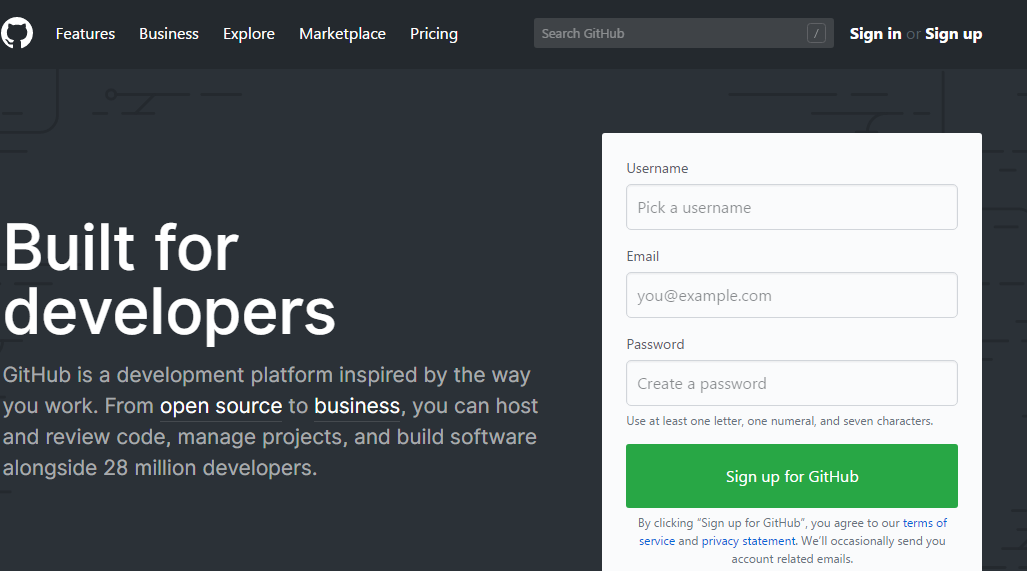 Features Business Explore Marketplace Pricing Search GitHub / Sign in or Sign up
Built for
developers
GitHub is a development platform inspired by the way
you work. From open source to business, you can host
and review code, manage projects, and build software
alongside 28 million developers.
Username
Pick a username
Email
you@example.com
Password
Create a password
Use at least one letter, one numeral, and seven characters.
Sign up for GitHub
By clicking “Sign up for GitHub”, you agree to our terms of
service and privacy statement. We’ll occasionally send you
account related emails.